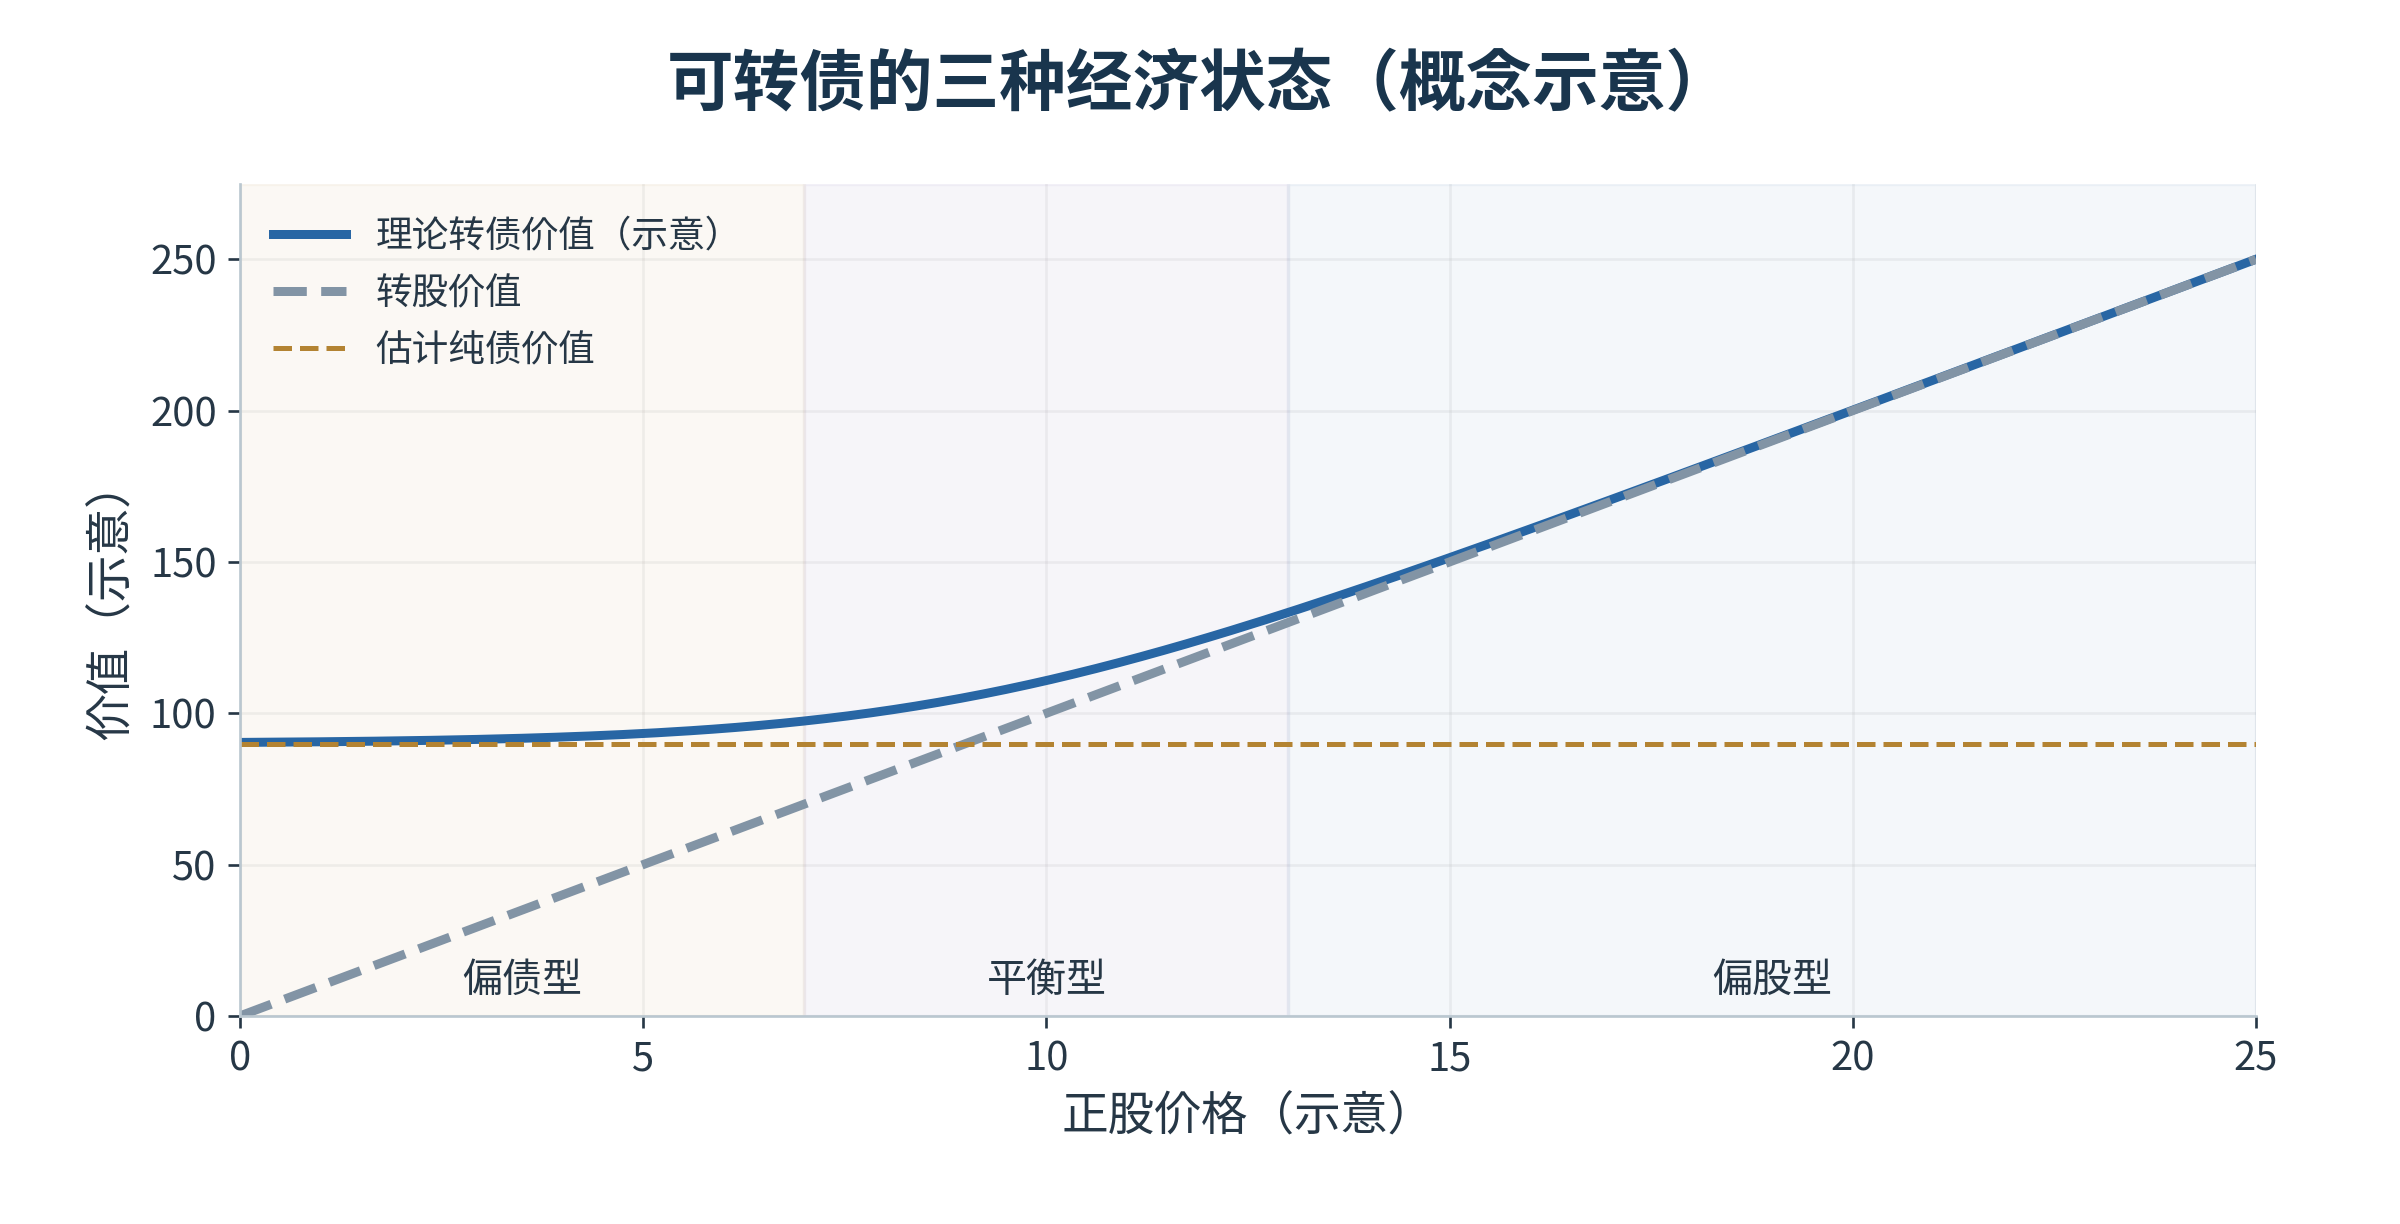 可转债的三种经济状态（概念示意）
理论转债价值（示意）
转股价值
估计纯债价值
价值（示意）
250
200
150
100
50
0
偏债型
平衡型
偏股型
0 5 10 15 20 25
正股价格（示意）